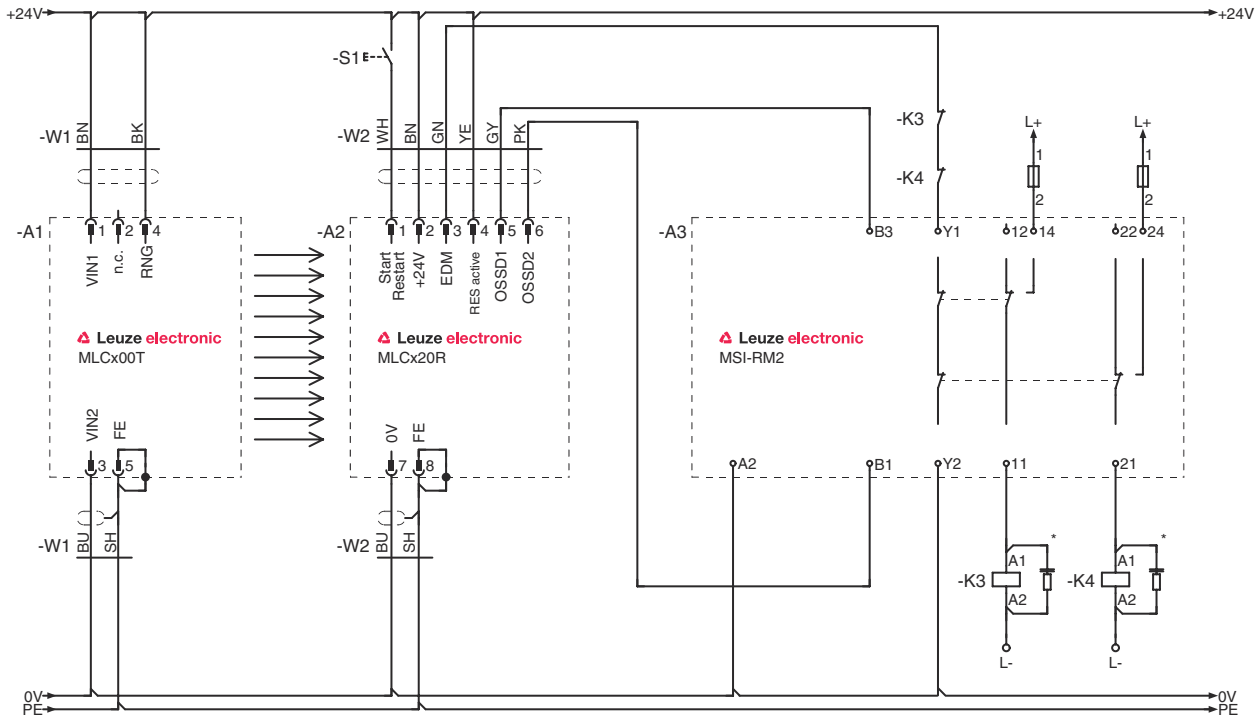 +24V +24V
-S1
-W1 BN BK
-W2 WH BN GN YE GY PK
-K3
-K4
L+ L+
1 1
2 2
-A1 1 2 4
VIN1 n.c. RNG
-A2 1 2 3 4 5 6
Start
Restart
+24V
EDM
RES active
OSSD1
OSSD2
-A3 B3 Y1 12 14 22 24
Leuze electronic
MLCx00T
Leuze electronic
MLCx20R
Leuze electronic
MSI-RM2
VIN2 FE
3 5
0V FE
7 8
A2 B1 Y2 11 21
-W1 BU SH
-W2 BU SH
* *
A1 A1
-K3 -K4
A2 A2
L- L-
0V 0V
PE PE